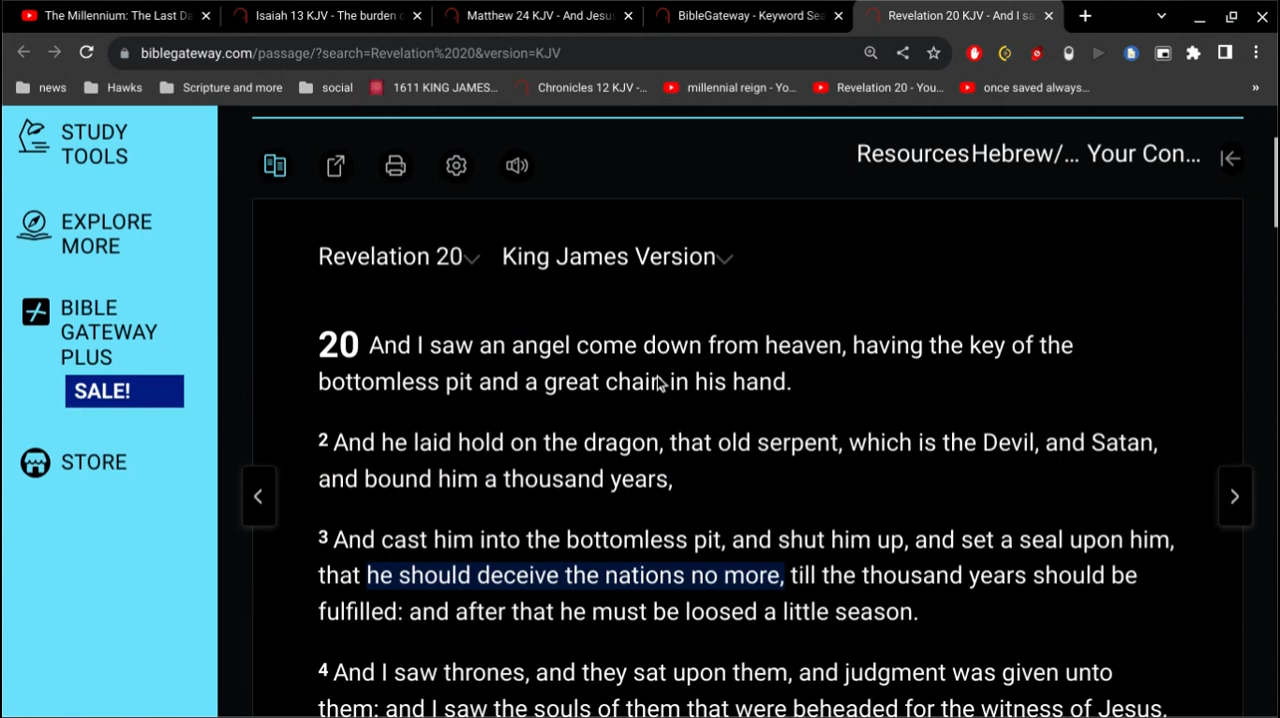 The Millennium: The Last Da
Isaiah 13 KJV - The burden o
Matthew 24 KJV - And Jesus
BibleGateway - Keyword Sea
Revelation 20 KJV - And I sa
biblegateway.com/passage/?search=Revelation%2020&version=KJV
news
Hawks
Scripture and more
social
1611 KING JAMES...
Chronicles 12 KJV -...
millennial reign - Yo...
Revelation 20 - You...
once saved always...
»
STUDY
TOOLS
EXPLORE
MORE
BIBLE
GATEWAY
PLUS
SALE!
STORE
Resources Hebrew/... Your Con...
Revelation 20 King James Version
20 And I saw an angel come down from heaven, having the key of the
bottomless pit and a great chain in his hand.
2 And he laid hold on the dragon, that old serpent, which is the Devil, and Satan,
and bound him a thousand years,
3 And cast him into the bottomless pit, and shut him up, and set a seal upon him,
that he should deceive the nations no more, till the thousand years should be
fulfilled: and after that he must be loosed a little season.
4 And I saw thrones, and they sat upon them, and judgment was given unto
them: and I saw the souls of them that were beheaded for the witness of Jesus,